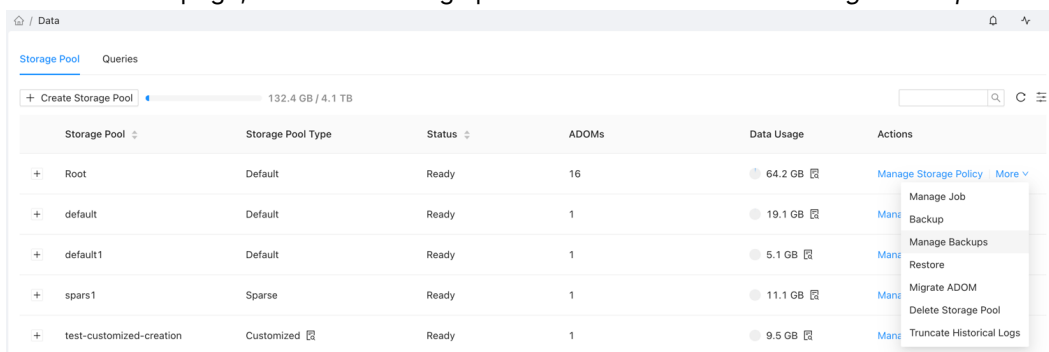 / Data
Storage Pool Queries
+ Create Storage Pool 132.4 GB / 4.1 TB
Storage Pool Storage Pool Type Status ADOMs Data Usage Actions
Root Default Ready 16 64.2 GB Manage Storage Policy More
Manage Job
default Default Ready 1 19.1 GB Mana
Backup
Manage Backups
default1 Default Ready 1 5.1 GB Mana
Restore
Migrate ADOM
spars1 Sparse Ready 1 11.1 GB Mana
Delete Storage Pool
test-customized-creation Customized Ready 1 9.5 GB Mana
Truncate Historical Logs